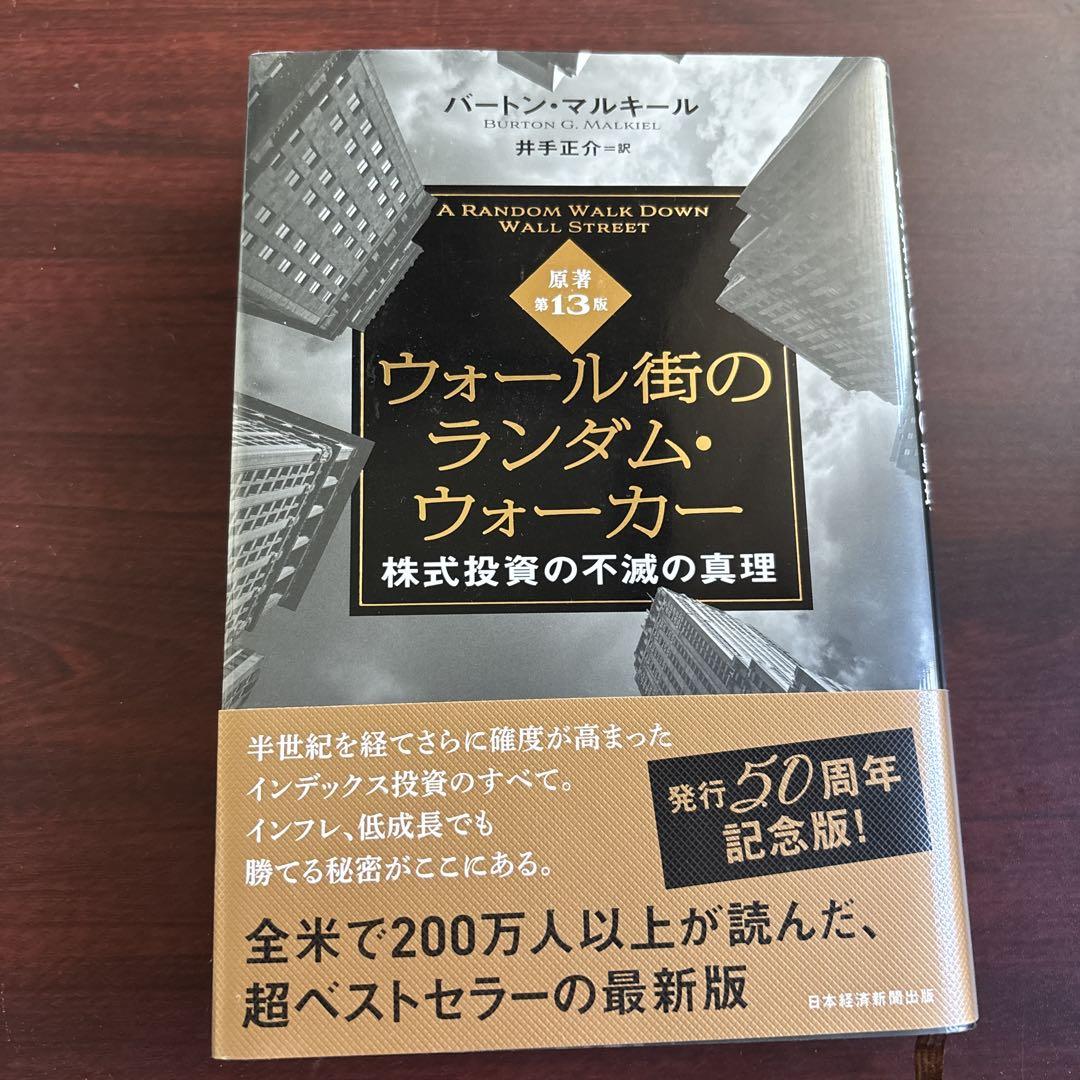 バートン・マルキール
BURTON G. MALKIEL
井手正介=訳
A RANDOM WALK DOWN
WALL STREET
原著
第13版
ウォール街の
ランダム・
ウォーカー
株式投資の不滅の真理
半世紀を経てさらに確度が高まった
インデックス投資のすべて。
インフレ、低成長でも
勝てる秘密がここにある。
発行50周年
記念版!
全米で200万人以上が読んだ、
超ベストセラーの最新版
日本経済新聞出版